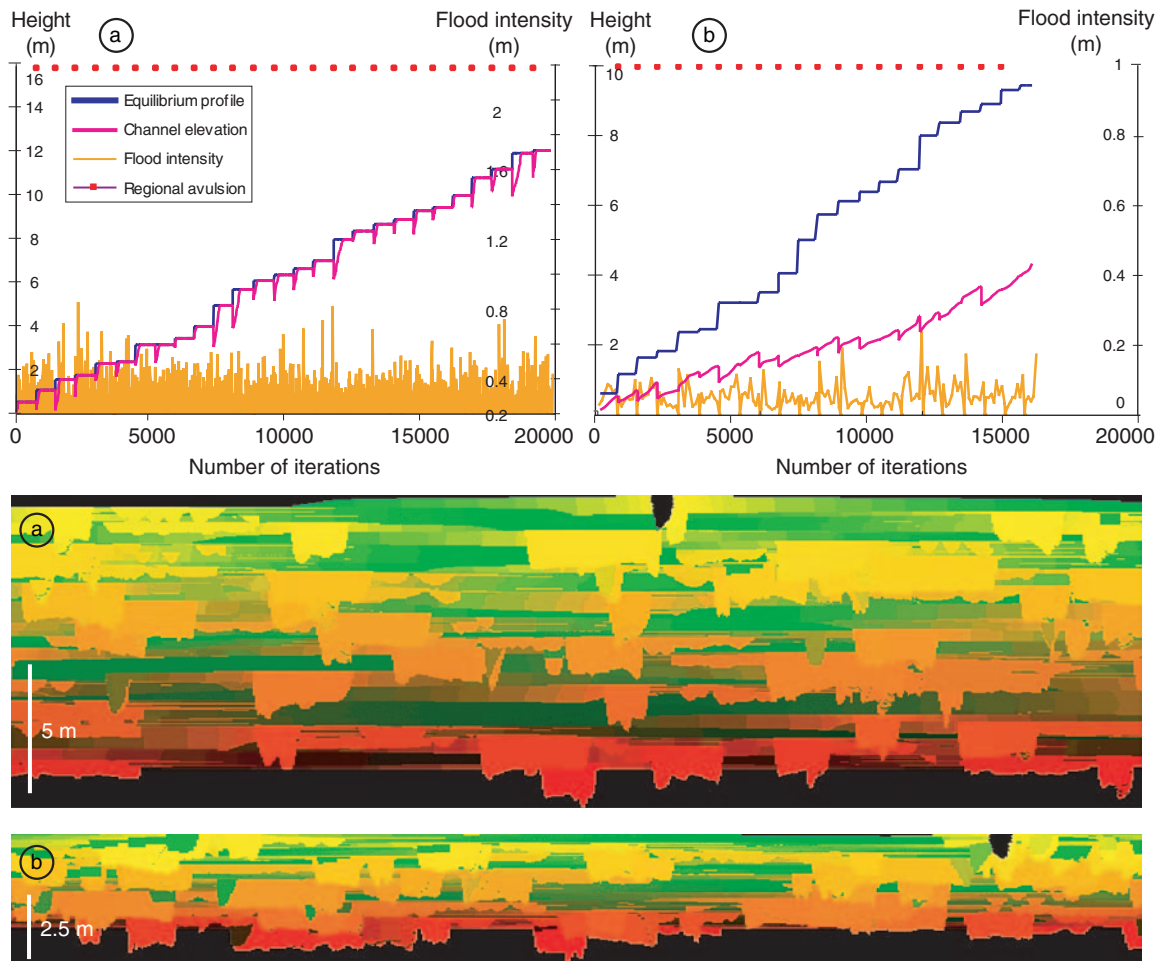 Height
(m)
a
Flood intensity
(m)
16
14
12
10
8
6
4
2
Equilibrium profile
Channel elevation
Flood intensity
Regional avulsion
2
1.6
1.2
0.8
0.4
0.2
0
5000
10000
15000
20000
Number of iterations
Height
(m)
b
Flood intensity
(m)
10
8
6
4
2
0
1
0.8
0.6
0.4
0.2
0
0
5000
10000
15000
20000
Number of iterations
a
5 m
b
2.5 m